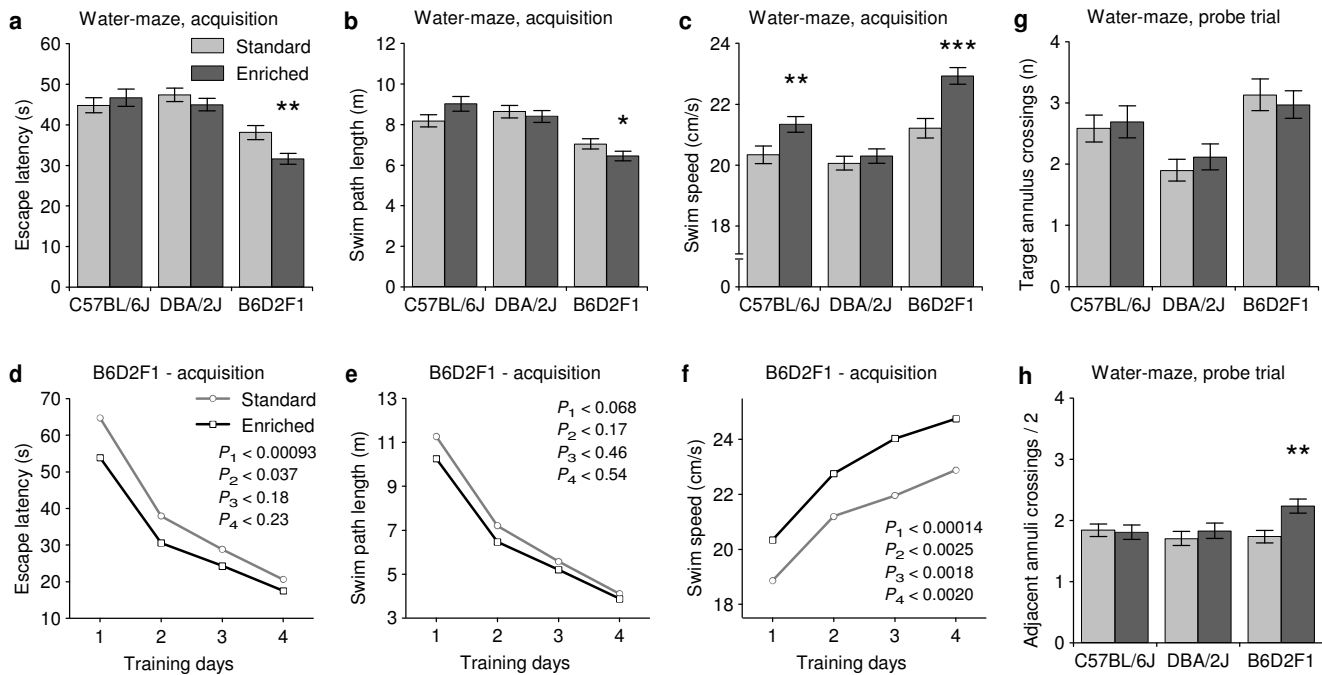 a
Water-maze, acquisition
Standard
Enriched
Escape latency (s)
60
50
40
30
20
10
0
**
C57BL/6J DBA/2J B6D2F1
b
Water-maze, acquisition
Swim path length (m)
12
10
8
6
4
2
0
*
C57BL/6J DBA/2J B6D2F1
c
Water-maze, acquisition
Swim speed (cm/s)
24
22
20
0
**
***
C57BL/6J DBA/2J B6D2F1
g
Water-maze, probe trial
Target annulus crossings (n)
4
3
2
1
0
C57BL/6J DBA/2J B6D2F1
d
B6D2F1 - acquisition
Standard
Enriched
P1 < 0.00093
P2 < 0.037
P3 < 0.18
P4 < 0.23
Escape latency (s)
70
60
50
40
30
20
10
1 2 3 4
Training days
e
B6D2F1 - acquisition
P1 < 0.068
P2 < 0.17
P3 < 0.46
P4 < 0.54
Swim path length (m)
13
11
9
7
5
3
1 2 3 4
Training days
f
B6D2F1 - acquisition
Swim speed (cm/s)
26
24
22
20
18
P1 < 0.00014
P2 < 0.0025
P3 < 0.0018
P4 < 0.0020
1 2 3 4
Training days
h
Water-maze, probe trial
Adjacent annuli crossings / 2
4
3
2
1
0
**
C57BL/6J DBA/2J B6D2F1